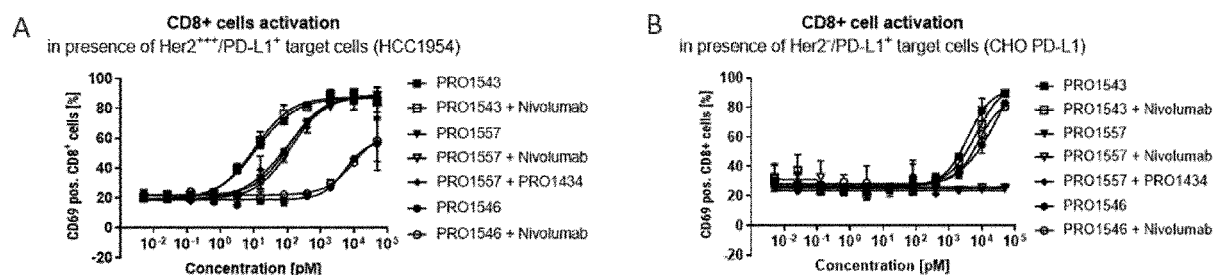 A
CD8+ cells activation
in presence of Her2+++/PD-L1+ target cells (HCC1954)
CD69 pos. CD8+ cells [%]
100
80
60
40
20
0
-20
10-2 10-1 100 101 102 103 104 105
Concentration [pM]
PRO1543
PRO1543 + Nivolumab
PRO1557
PRO1557 + Nivolumab
PRO1557 + PRO1434
PRO1546
PRO1546 + Nivolumab
B
CD8+ cell activation
in presence of Her2-/PD-L1+ target cells (CHO PD-L1)
CD69 pos. CD8+ cells [%]
100
80
60
40
20
0
-20
10-2 10-1 100 101 102 103 104 105
Concentration [pM]
PRO1543
PRO1543 + Nivolumab
PRO1557
PRO1557 + Nivolumab
PRO1557 + PRO1434
PRO1546
PRO1546 + Nivolumab